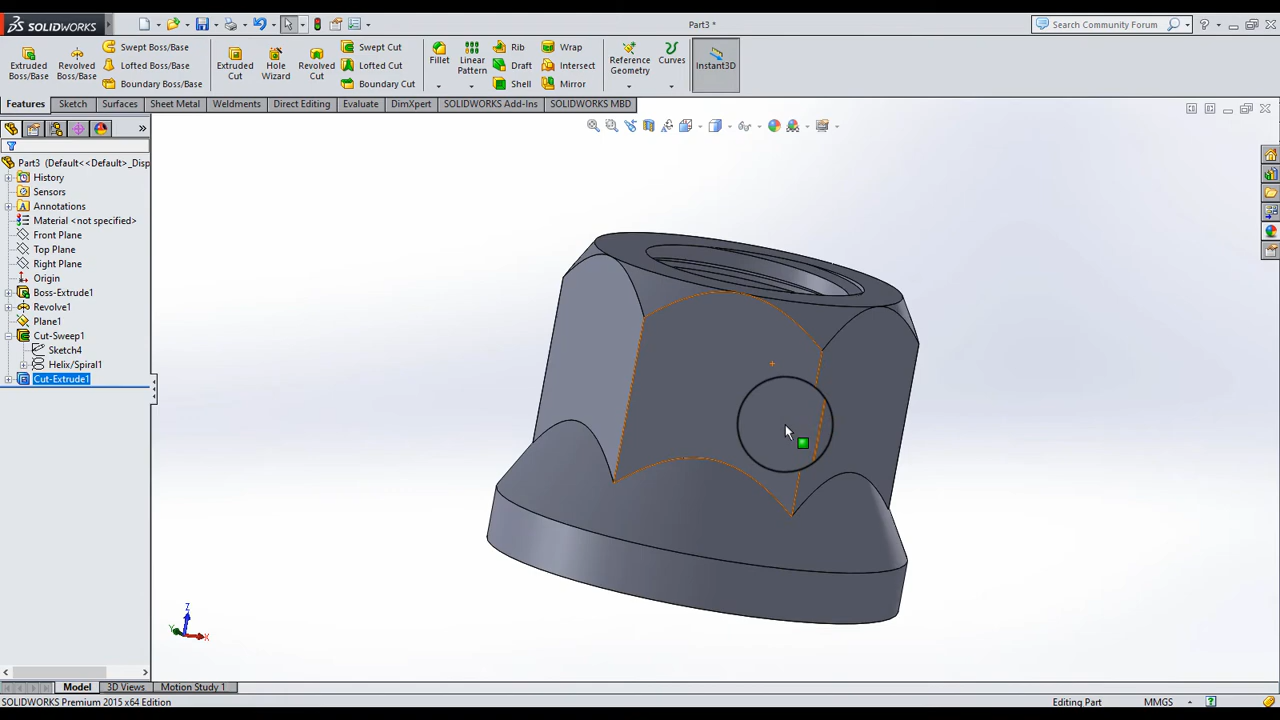 SOLIDWORKS
Part3 *
Search Community Forum
Extruded Boss/Base
Revolved Boss/Base
Swept Boss/Base
Lofted Boss/Base
Boundary Boss/Base
Extruded Cut
Hole Wizard
Revolved Cut
Swept Cut
Lofted Cut
Boundary Cut
Fillet
Linear Pattern
Rib
Draft
Shell
Wrap
Intersect
Mirror
Reference Geometry
Curves
Instant3D
Features
Sketch
Surfaces
Sheet Metal
Weldments
Direct Editing
Evaluate
DimXpert
SOLIDWORKS Add-Ins
SOLIDWORKS MBD
Part3 (Default<<Default>_Disp
History
Sensors
Annotations
Material <not specified>
Front Plane
Top Plane
Right Plane
Origin
Boss-Extrude1
Revolve1
Plane1
Cut-Sweep1
Sketch4
Helix/Spiral1
Cut-Extrude1
Z
Y
X
Model
3D Views
Motion Study 1
SOLIDWORKS Premium 2015 x64 Edition
Editing Part
MMGS